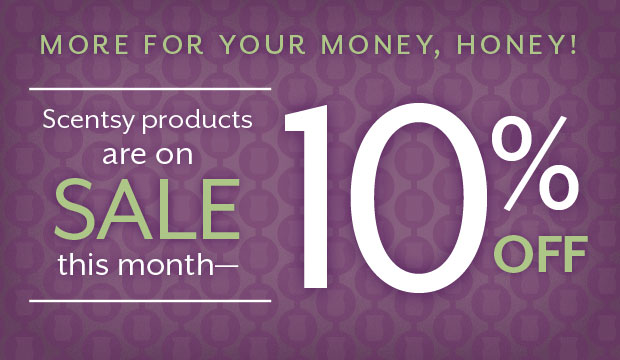 MORE FOR YOUR MONEY, HONEY!
Scentsy products
are on
SALE
this month—
10%
OFF